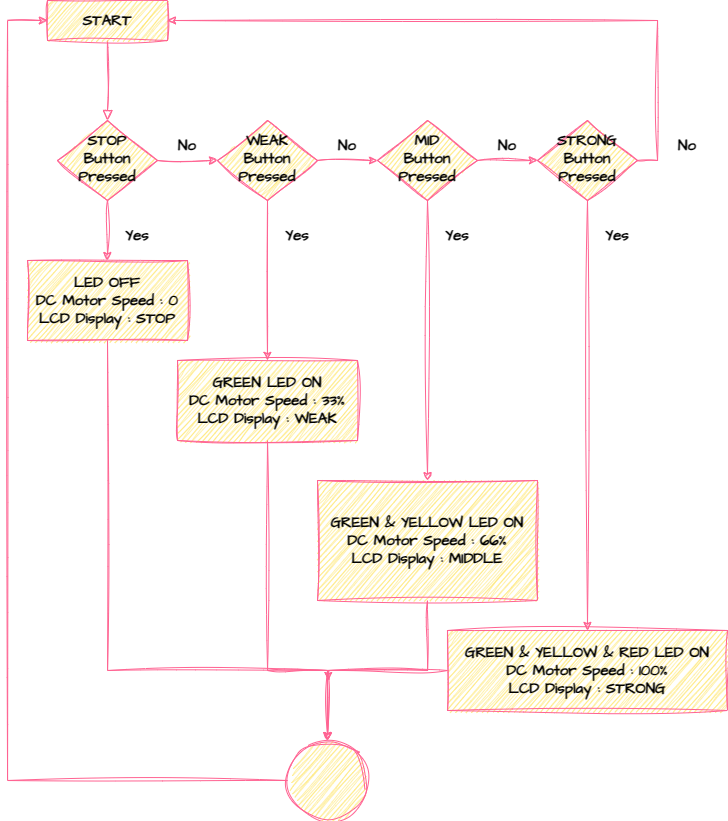 START
STOP
Button
Pressed
No
WEAK
Button
Pressed
No
MID
Button
Pressed
No
STRONG
Button
Pressed
No
Yes
Yes
Yes
Yes
LED OFF
DC Motor Speed : 0
LCD Display : STOP
GREEN LED ON
DC Motor Speed : 33%
LCD Display : WEAK
GREEN & YELLOW LED ON
DC Motor Speed : 66%
LCD Display : MIDDLE
GREEN & YELLOW & RED LED ON
DC Motor Speed : 100%
LCD Display : STRONG